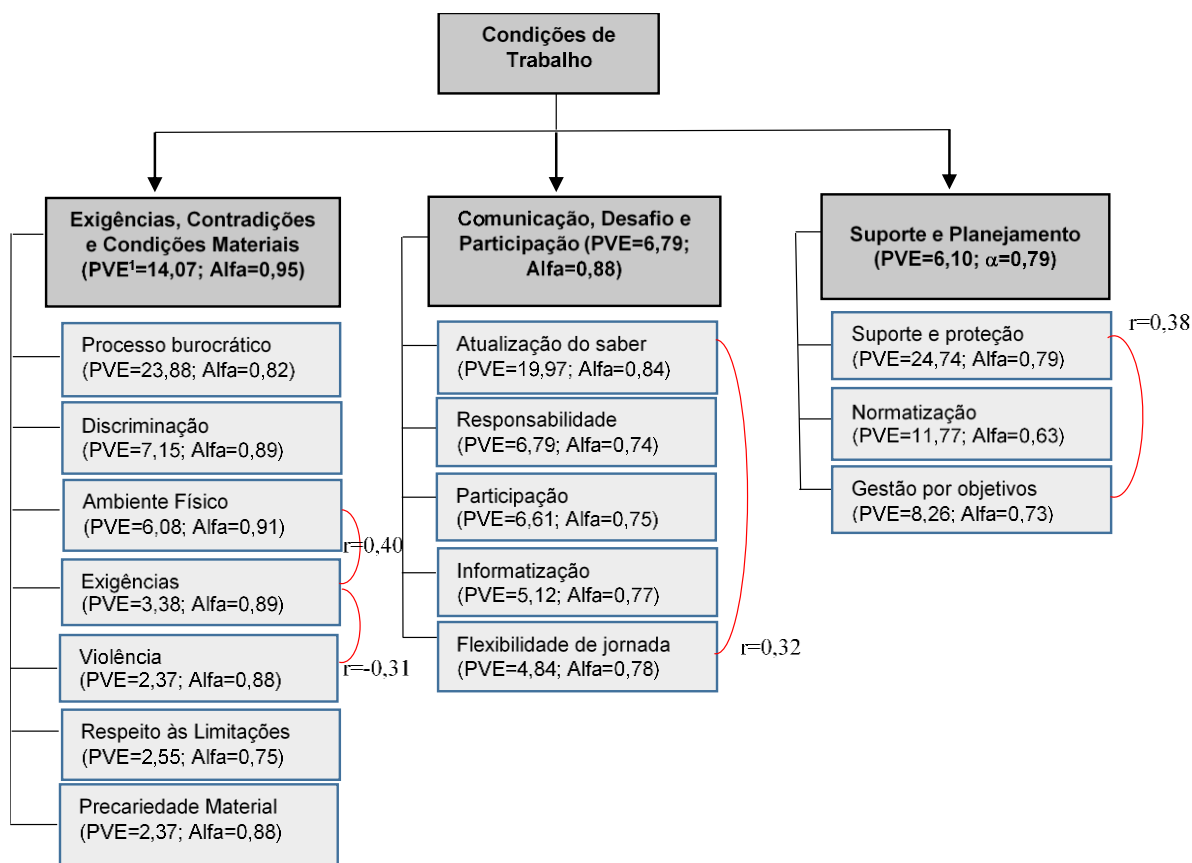 Condições de
Trabalho
Exigências, Contradições
e Condições Materiais
(PVE¹=14,07; Alfa=0,95)
Processo burocrático
(PVE=23,88; Alfa=0,82)
Discriminação
(PVE=7,15; Alfa=0,89)
Ambiente Físico
(PVE=6,08; Alfa=0,91)
r=0,40
Exigências
(PVE=3,38; Alfa=0,89)
Violência
(PVE=2,37; Alfa=0,88)
r=-0,31
Respeito às Limitações
(PVE=2,55; Alfa=0,75)
Precariedade Material
(PVE=2,37; Alfa=0,88)
Comunicação, Desafio e
Participação (PVE=6,79;
Alfa=0,88)
Atualização do saber
(PVE=19,97; Alfa=0,84)
Responsabilidade
(PVE=6,79; Alfa=0,74)
Participação
(PVE=6,61; Alfa=0,75)
Informatização
(PVE=5,12; Alfa=0,77)
Flexibilidade de jornada
(PVE=4,84; Alfa=0,78)
r=0,32
Suporte e Planejamento
(PVE=6,10; α=0,79)
Suporte e proteção
(PVE=24,74; Alfa=0,79)
r=0,38
Normatização
(PVE=11,77; Alfa=0,63)
Gestão por objetivos
(PVE=8,26; Alfa=0,73)